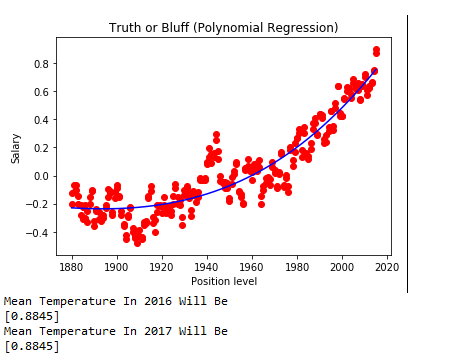 Truth or Bluff (Polynomial Regression)
0.8
0.6
0.4
0.2
0.0
−0.2
−0.4
Salary
1880 1900 1920 1940 1960 1980 2000 2020
Position level
Mean Temperature In 2016 Will Be
[0.8845]
Mean Temperature In 2017 Will Be
[0.8845]